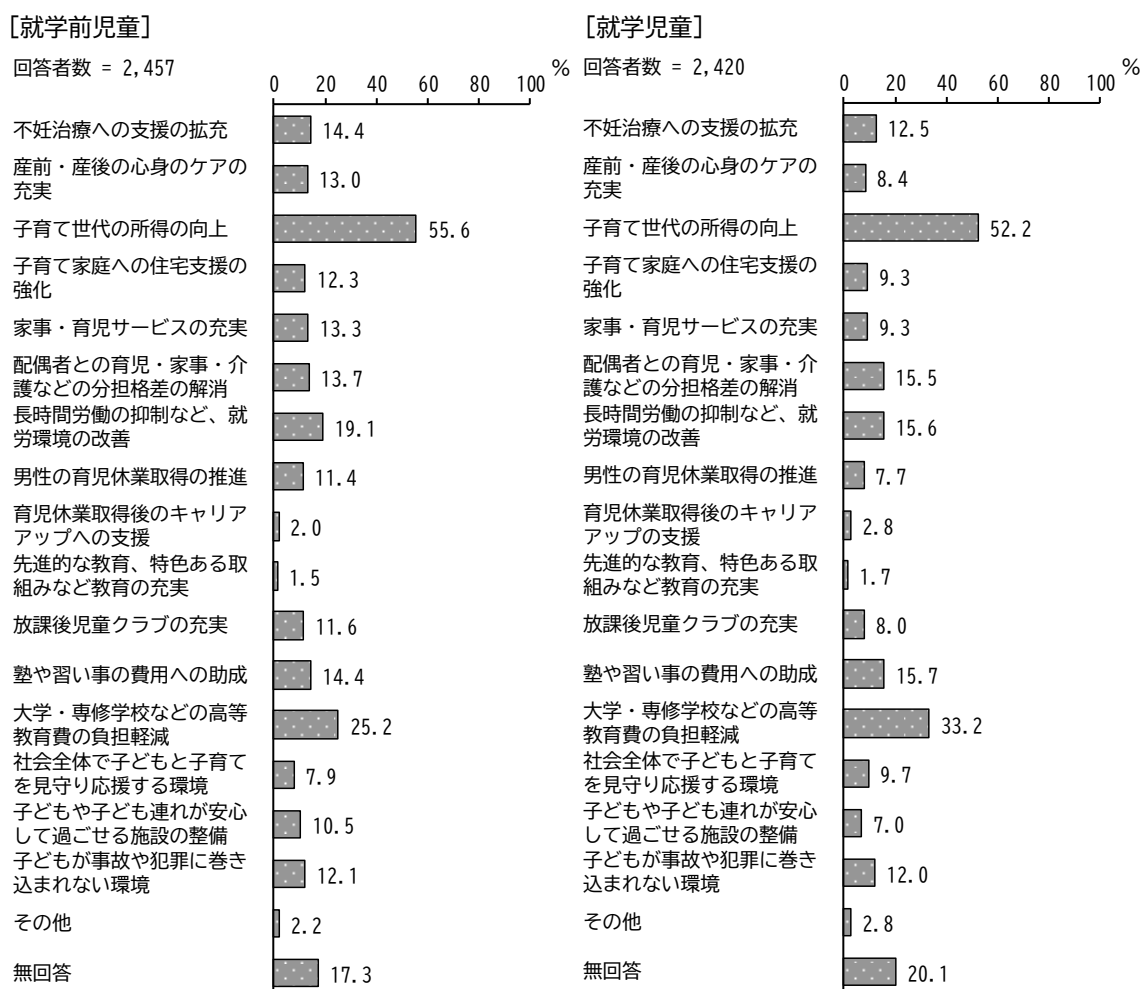 [就学前児童]
回答者数 = 2,457
%
0 20 40 60 80 100
不妊治療への支援の拡充
14.4
産前・産後の心身のケアの
充実
13.0
子育て世代の所得の向上
55.6
子育て家庭への住宅支援の
強化
12.3
家事・育児サービスの充実
13.3
配偶者との育児・家事・介
護などの分担格差の解消
13.7
長時間労働の抑制など、就
労環境の改善
19.1
男性の育児休業取得の推進
11.4
育児休業取得後のキャリア
アップへの支援
2.0
先進的な教育、特色ある取
組みなど教育の充実
1.5
放課後児童クラブの充実
11.6
塾や習い事の費用への助成
14.4
大学・専修学校などの高等
教育費の負担軽減
25.2
社会全体で子どもと子育て
を見守り応援する環境
7.9
子どもや子ども連れが安心
して過ごせる施設の整備
10.5
子どもが事故や犯罪に巻き
込まれない環境
12.1
その他
2.2
無回答
17.3
[就学児童]
回答者数 = 2,420
%
0 20 40 60 80 100
不妊治療への支援の拡充
12.5
産前・産後の心身のケアの
充実
8.4
子育て世代の所得の向上
52.2
子育て家庭への住宅支援の
強化
9.3
家事・育児サービスの充実
9.3
配偶者との育児・家事・介
護などの分担格差の解消
15.5
長時間労働の抑制など、就
労環境の改善
15.6
男性の育児休業取得の推進
7.7
育児休業取得後のキャリア
アップの支援
2.8
先進的な教育、特色ある取
組みなど教育の充実
1.7
放課後児童クラブの充実
8.0
塾や習い事の費用への助成
15.7
大学・専修学校などの高等
教育費の負担軽減
33.2
社会全体で子どもと子育て
を見守り応援する環境
9.7
子どもや子ども連れが安心
して過ごせる施設の整備
7.0
子どもが事故や犯罪に巻き
込まれない環境
12.0
その他
2.8
無回答
20.1